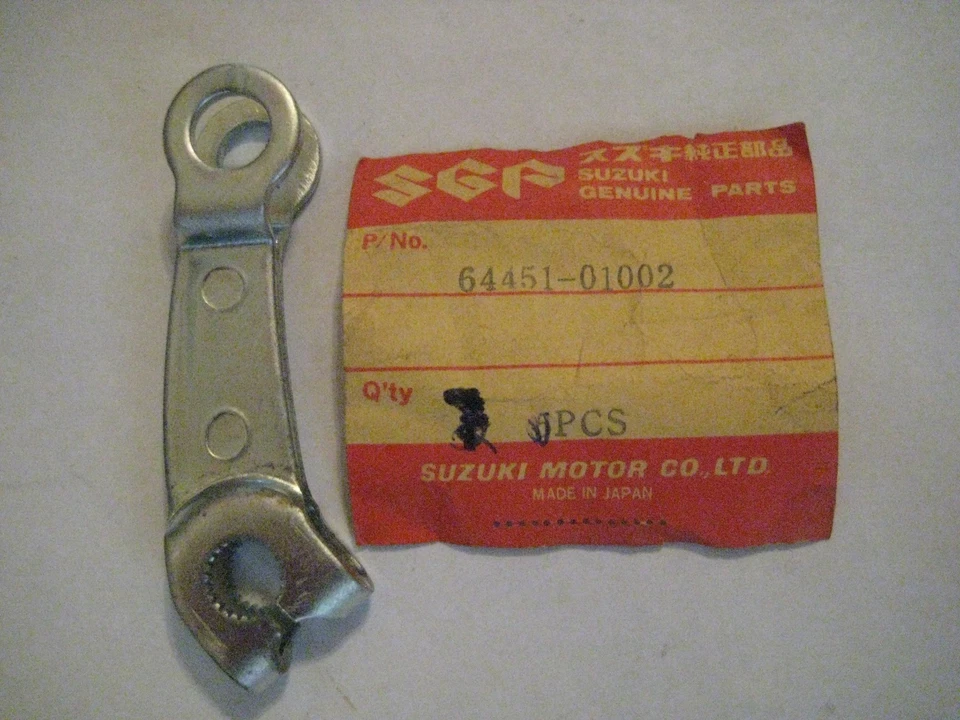 SGP
スズキ純正部品
SUZUKI
GENUINE PARTS
P/No.
64451-01002
Q'ty
PCS
SUZUKI MOTOR CO.,LTD.
MADE IN JAPAN